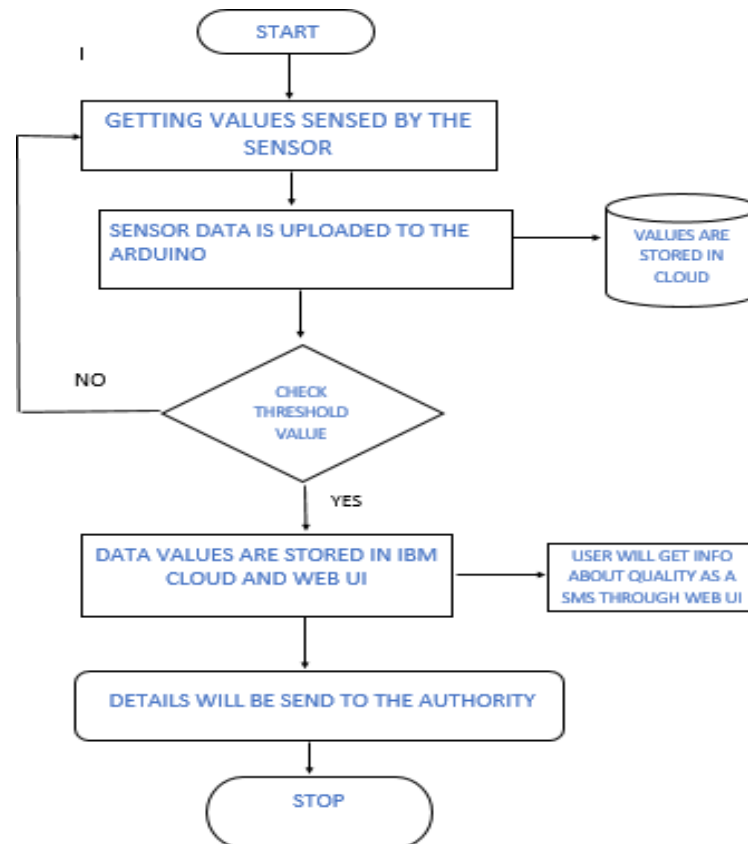 START
I
GETTING VALUES SENSED BY THE
SENSOR
SENSOR DATA IS UPLOADED TO THE
ARDUINO
VALUES ARE
STORED IN
CLOUD
NO
CHECK
THRESHOLD
VALUE
YES
DATA VALUES ARE STORED IN IBM
CLOUD AND WEB UI
USER WILL GET INFO
ABOUT QUALITY AS A
SMS THROUGH WEB UI
DETAILS WILL BE SEND TO THE AUTHORITY
STOP